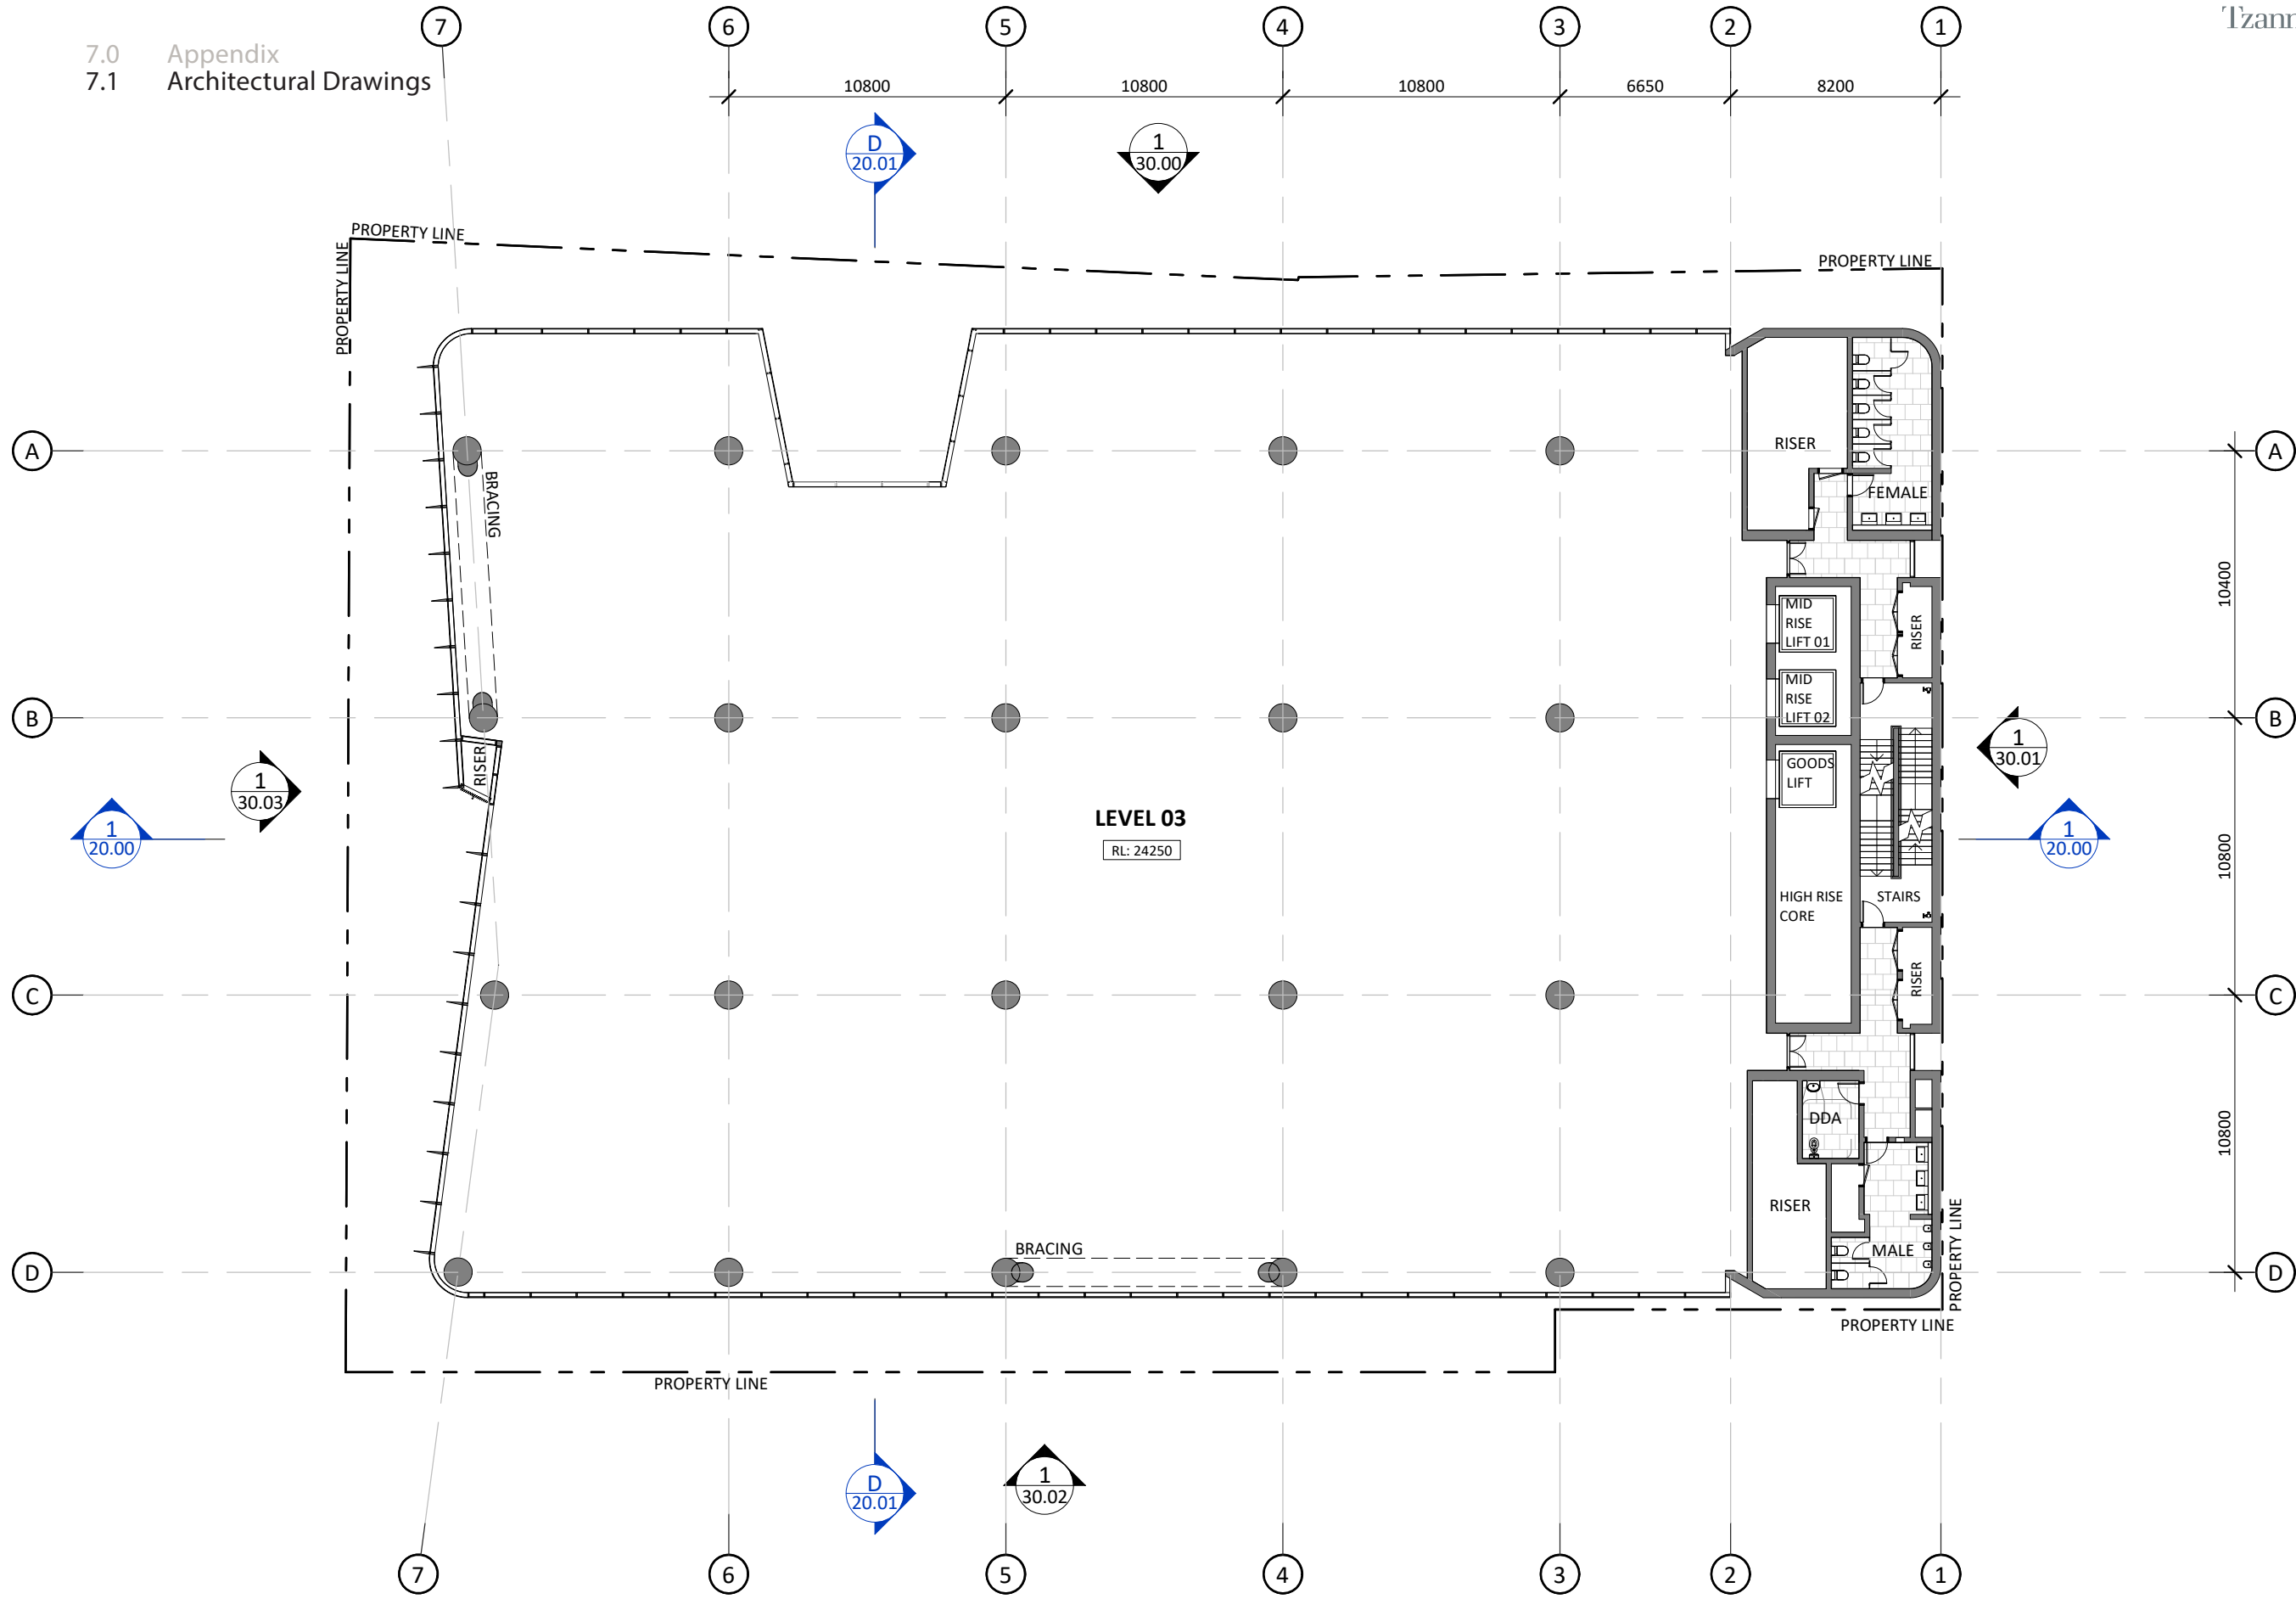 7.0 Appendix
7.1 Architectural Drawings
7
6
5
4
3
2
1
10800
10800
10800
6650
8200
D
20.01
1
30.00
PROPERTY LINE
PROPERTY LINE
PROPERTY LINE
A
A
RISER
FEMALE
BRACING
10400
MID
RISE
LIFT 01
RISER
MID
RISE
LIFT 02
B
B
1
30.03
1
20.00
RISER
GOODS
LIFT
1
30.01
1
20.00
LEVEL 03
RL: 24250
10800
HIGH RISE
CORE
STAIRS
RISER
C
C
DDA
10800
RISER
MALE
BRACING
PROPERTY LINE
D
D
PROPERTY LINE
PROPERTY LINE
D
20.01
1
30.02
7
6
5
4
3
2
1